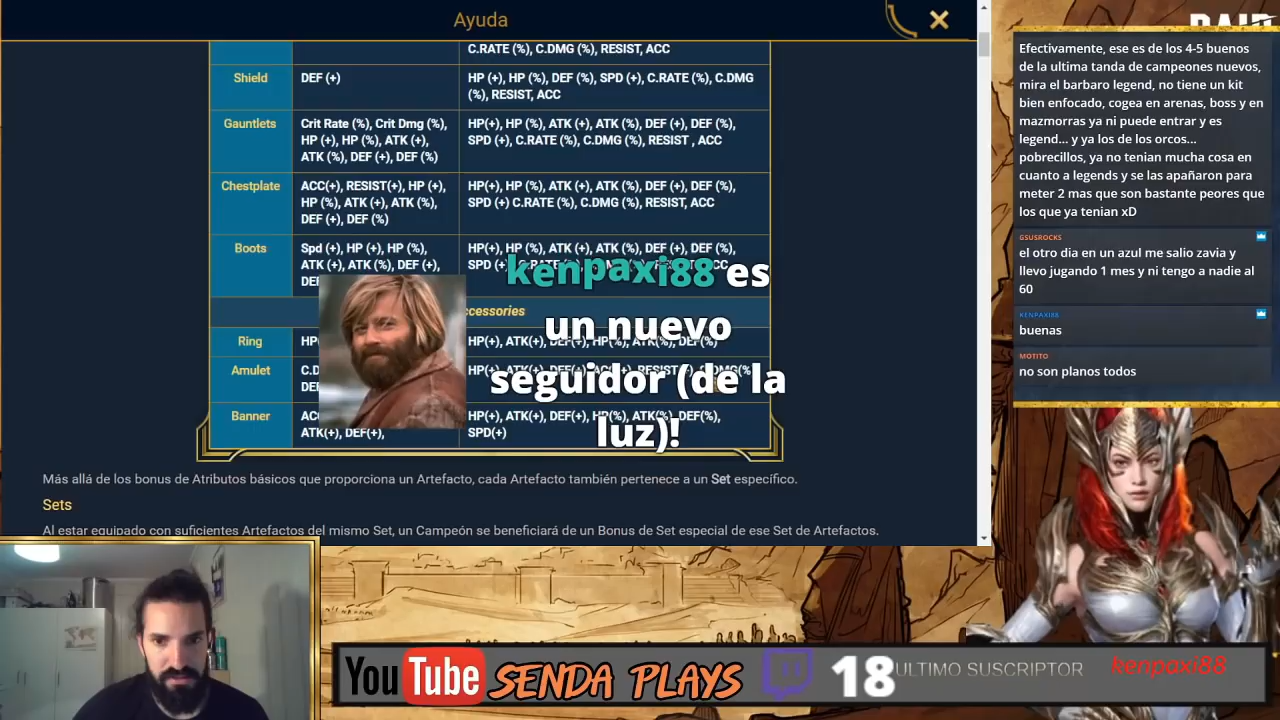 Ayuda
C.RATE (%), C.DMG (%), RESIST, ACC
Shield
DEF (+)
HP (+), HP (%), DEF (%), SPD (+), C.RATE (%), C.DMG
(%), RESIST, ACC
Gauntlets
Crit Rate (%), Crit Dmg (%),
HP (+), HP (%), ATK (+),
ATK (%), DEF (+), DEF (%)
HP(+), HP (%), ATK (+), ATK (%), DEF (+), DEF (%),
SPD (+), C.RATE (%), C.DMG (%), RESIST , ACC
Chestplate
ACC(+), RESIST(+), HP (+),
HP (%), ATK (+), ATK (%),
DEF (+), DEF (%)
HP(+), HP (%), ATK (+), ATK (%), DEF (+), DEF (%),
SPD (+) C.RATE (%), C.DMG (%), RESIST, ACC
Boots
Spd (+), HP (+), HP (%),
ATK (+), ATK (%), DEF (+),
HP(+), HP (%), ATK (+), ATK (%), DEF (+), DEF (%),
SPD
kenpaxi88 es
un nuevo
seguidor (de la
luz)!
Ring
HP(+), ATK(+), DEF(+), HP(%), ATK(%), DEF(%)
Amulet
Banner
ATK(+), DEF(+),
HP(+), ATK(+), DEF(+), HP(%), ATK(%), DEF(%),
SPD(+)
Más allá de los bonus de Atributos básicos que proporciona un Artefacto, cada Artefacto también pertenece a un Set específico.
Sets
Al estar equipado con suficientes Artefactos del mismo Set, un Campeón se beneficiará de un Bonus de Set especial de ese Set de Artefactos.
RAID
Efectivamente, ese es de los 4-5 buenos
de la ultima tanda de campeones nuevos,
mira el barbaro legend, no tiene un kit
bien enfocado, cogea en arenas, boss y en
mazmorras ya ni puede entrar y es
legend... y ya los de los orcos...
pobrecillos, ya no tenian mucha cosa en
cuanto a legends y se las apañaron para
meter 2 mas que son bastante peores que
los que ya tenian xD
GSUSROCKS
el otro dia en un azul me salio zavia y
llevo jugando 1 mes y ni tengo a nadie al
60
KENPAXI88
buenas
MOTITO
no son planos todos
YouTube SENDA PLAYS 18 ULTIMO SUSCRIPTOR kenpaxi88